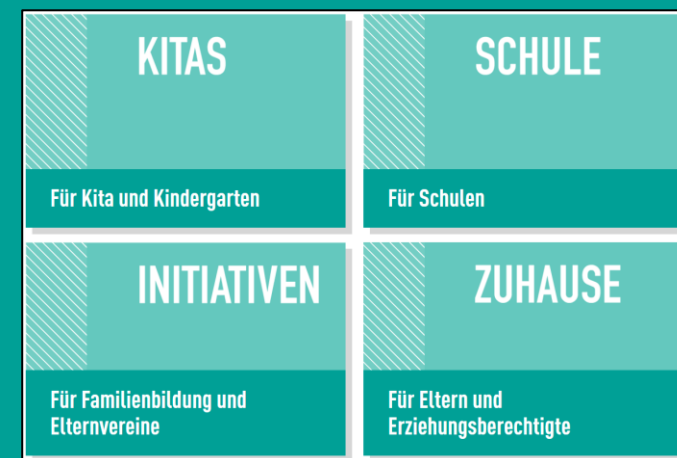 KITAS
Für Kita und Kindergarten
SCHULE
Für Schulen
INITIATIVEN
Für Familienbildung und
Elternvereine
ZUHAUSE
Für Eltern und
Erziehungsberechtigte